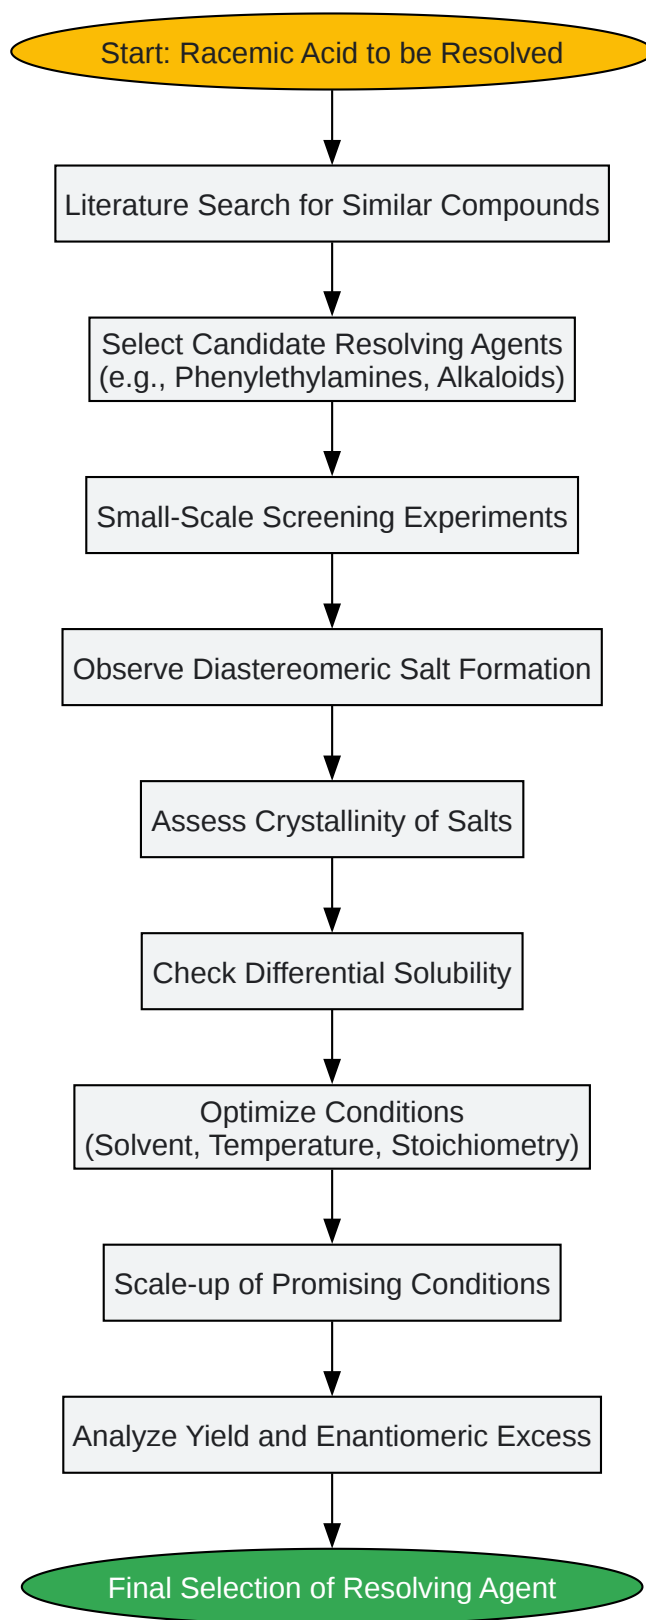 Start: Racemic Acid to be Resolved
Literature Search for Similar Compounds
Select Candidate Resolving Agents
(e.g., Phenylethylamines, Alkaloids)
Small-Scale Screening Experiments
Observe Diastereomeric Salt Formation
Assess Crystallinity of Salts
Check Differential Solubility
Optimize Conditions
(Solvent, Temperature, Stoichiometry)
Scale-up of Promising Conditions
Analyze Yield and Enantiomeric Excess
Final Selection of Resolving Agent